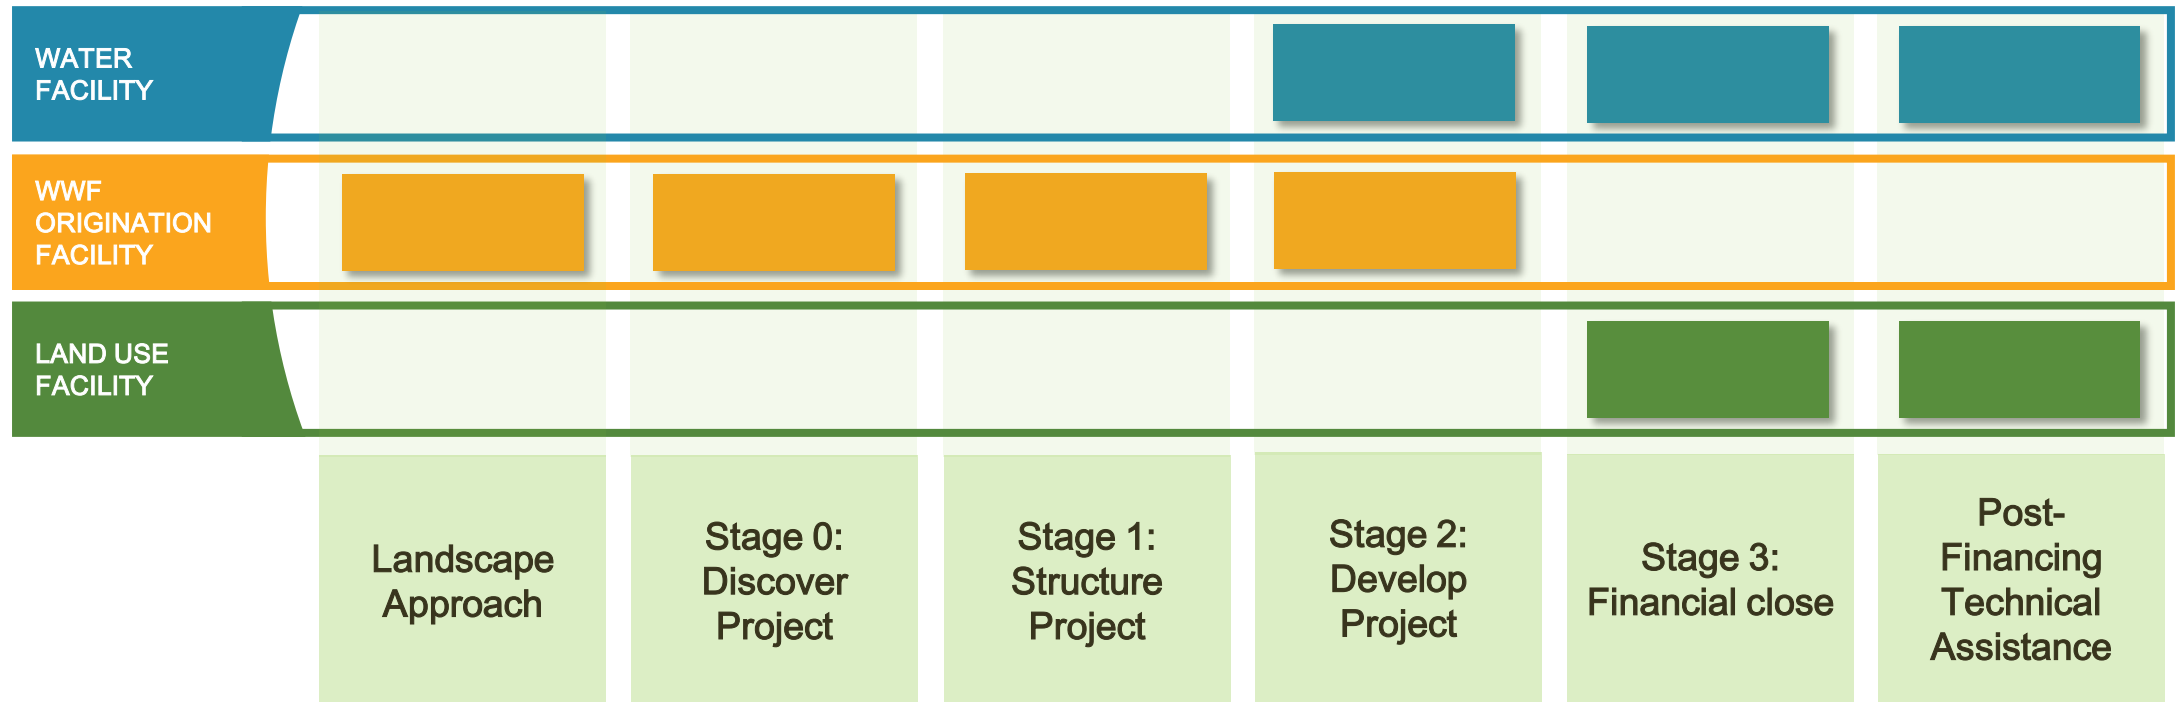 WATER
FACILITY
WWF
ORIGINATION
FACILITY
LAND USE
FACILITY
Landscape
Approach
Stage 0:
Discover
Project
Stage 1:
Structure
Project
Stage 2:
Develop
Project
Stage 3:
Financial close
Post-
Financing
Technical
Assistance